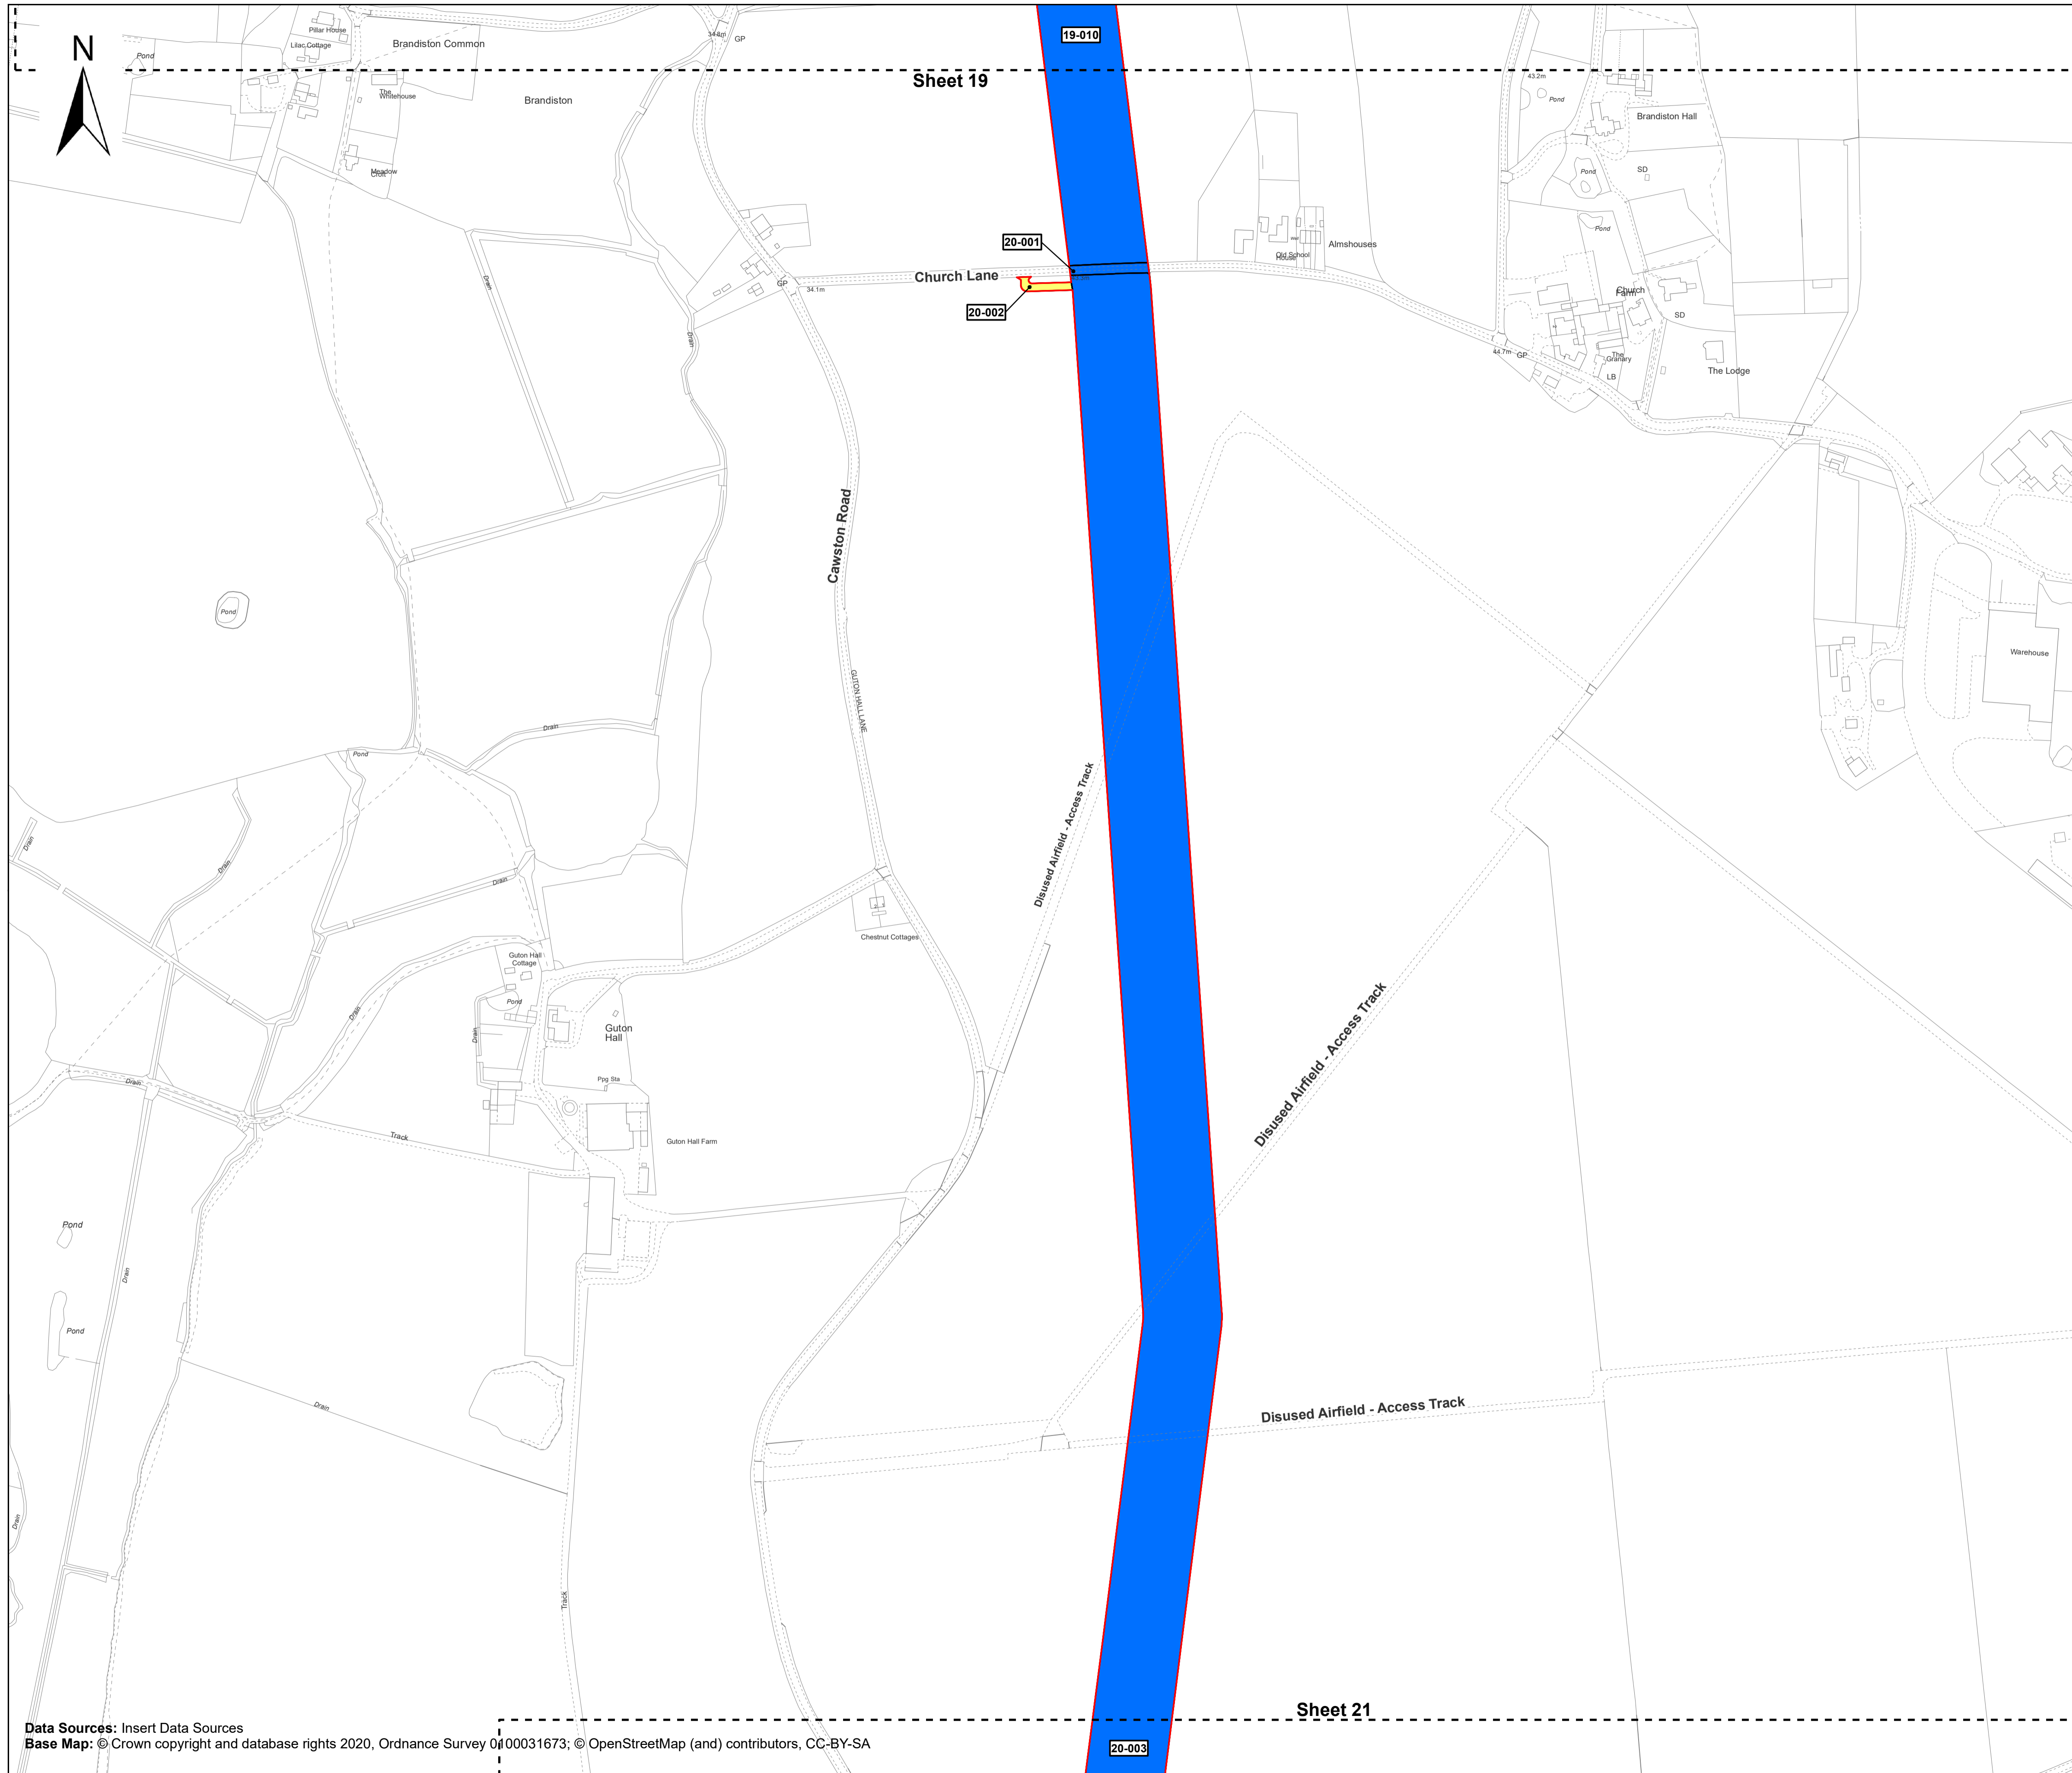 Pillar House
Lilac Cottage
Brandiston Common
34.8m
GP
19-010
N
Pond
Sheet 19
43.2m
The
Whitehouse
Brandiston
Pond
Brandiston Hall
Meadow
Croft
Pond
SD
Pond
20-001
Old School
House
Almshouses
Church Lane
GP
34.1m
20-002
Drain
Drain
Church
Farm
SD
44.7m
GP
The
Granary
LB
The Lodge
Cawston Road
Pond
Warehouse
GUTON HALL LANE
Drain
Pond
Disused Airfield - Access Track
Drain
Drain
Drain
Chestnut Cottages
Guton Hall
Cottage
Pond
Drain
Drain
Guton
Hall
Disused Airfield - Access Track
Ppg Sta
Drain
Track
Guton Hall Farm
Pond
Drain
Pond
Drain
Disused Airfield - Access Track
Drain
Track
Sheet 21
Data Sources: Insert Data Sources
Base Map: © Crown copyright and database rights 2020, Ordnance Survey 0100031673; © OpenStreetMap (and) contributors, CC-BY-SA
20-003